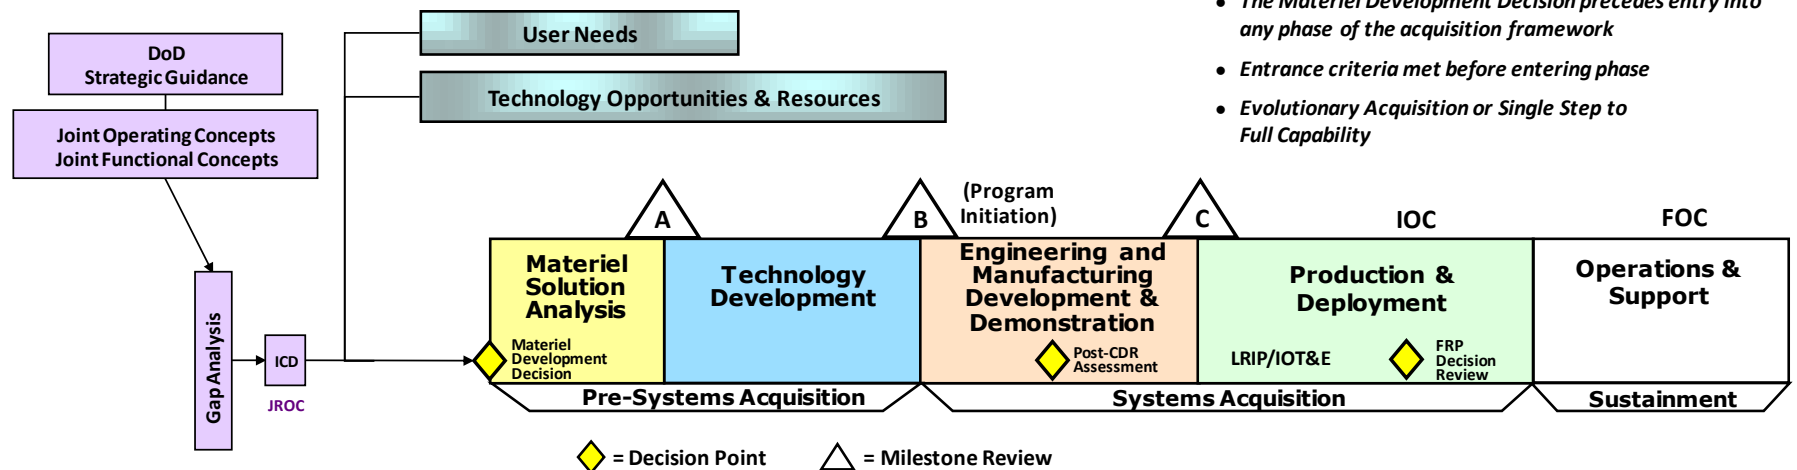 • The Materiel Development Decision precedes entry into
any phase of the acquisition framework
• Entrance criteria met before entering phase
• Evolutionary Acquisition or Single Step to
Full Capability
User Needs
Technology Opportunities & Resources
DoD
Strategic Guidance
Joint Operating Concepts
Joint Functional Concepts
Gap Analysis
ICD
JROC
A
B
(Program
Initiation)
C
IOC
FOC
Materiel
Solution
Analysis
Materiel
Development
Decision
Technology
Development
Engineering and
Manufacturing
Development &
Demonstration
Post-CDR
Assessment
Production &
Deployment
LRIP/IOT&E
FRP
Decision
Review
Operations &
Support
Pre-Systems Acquisition
Systems Acquisition
Sustainment
= Decision Point
= Milestone Review